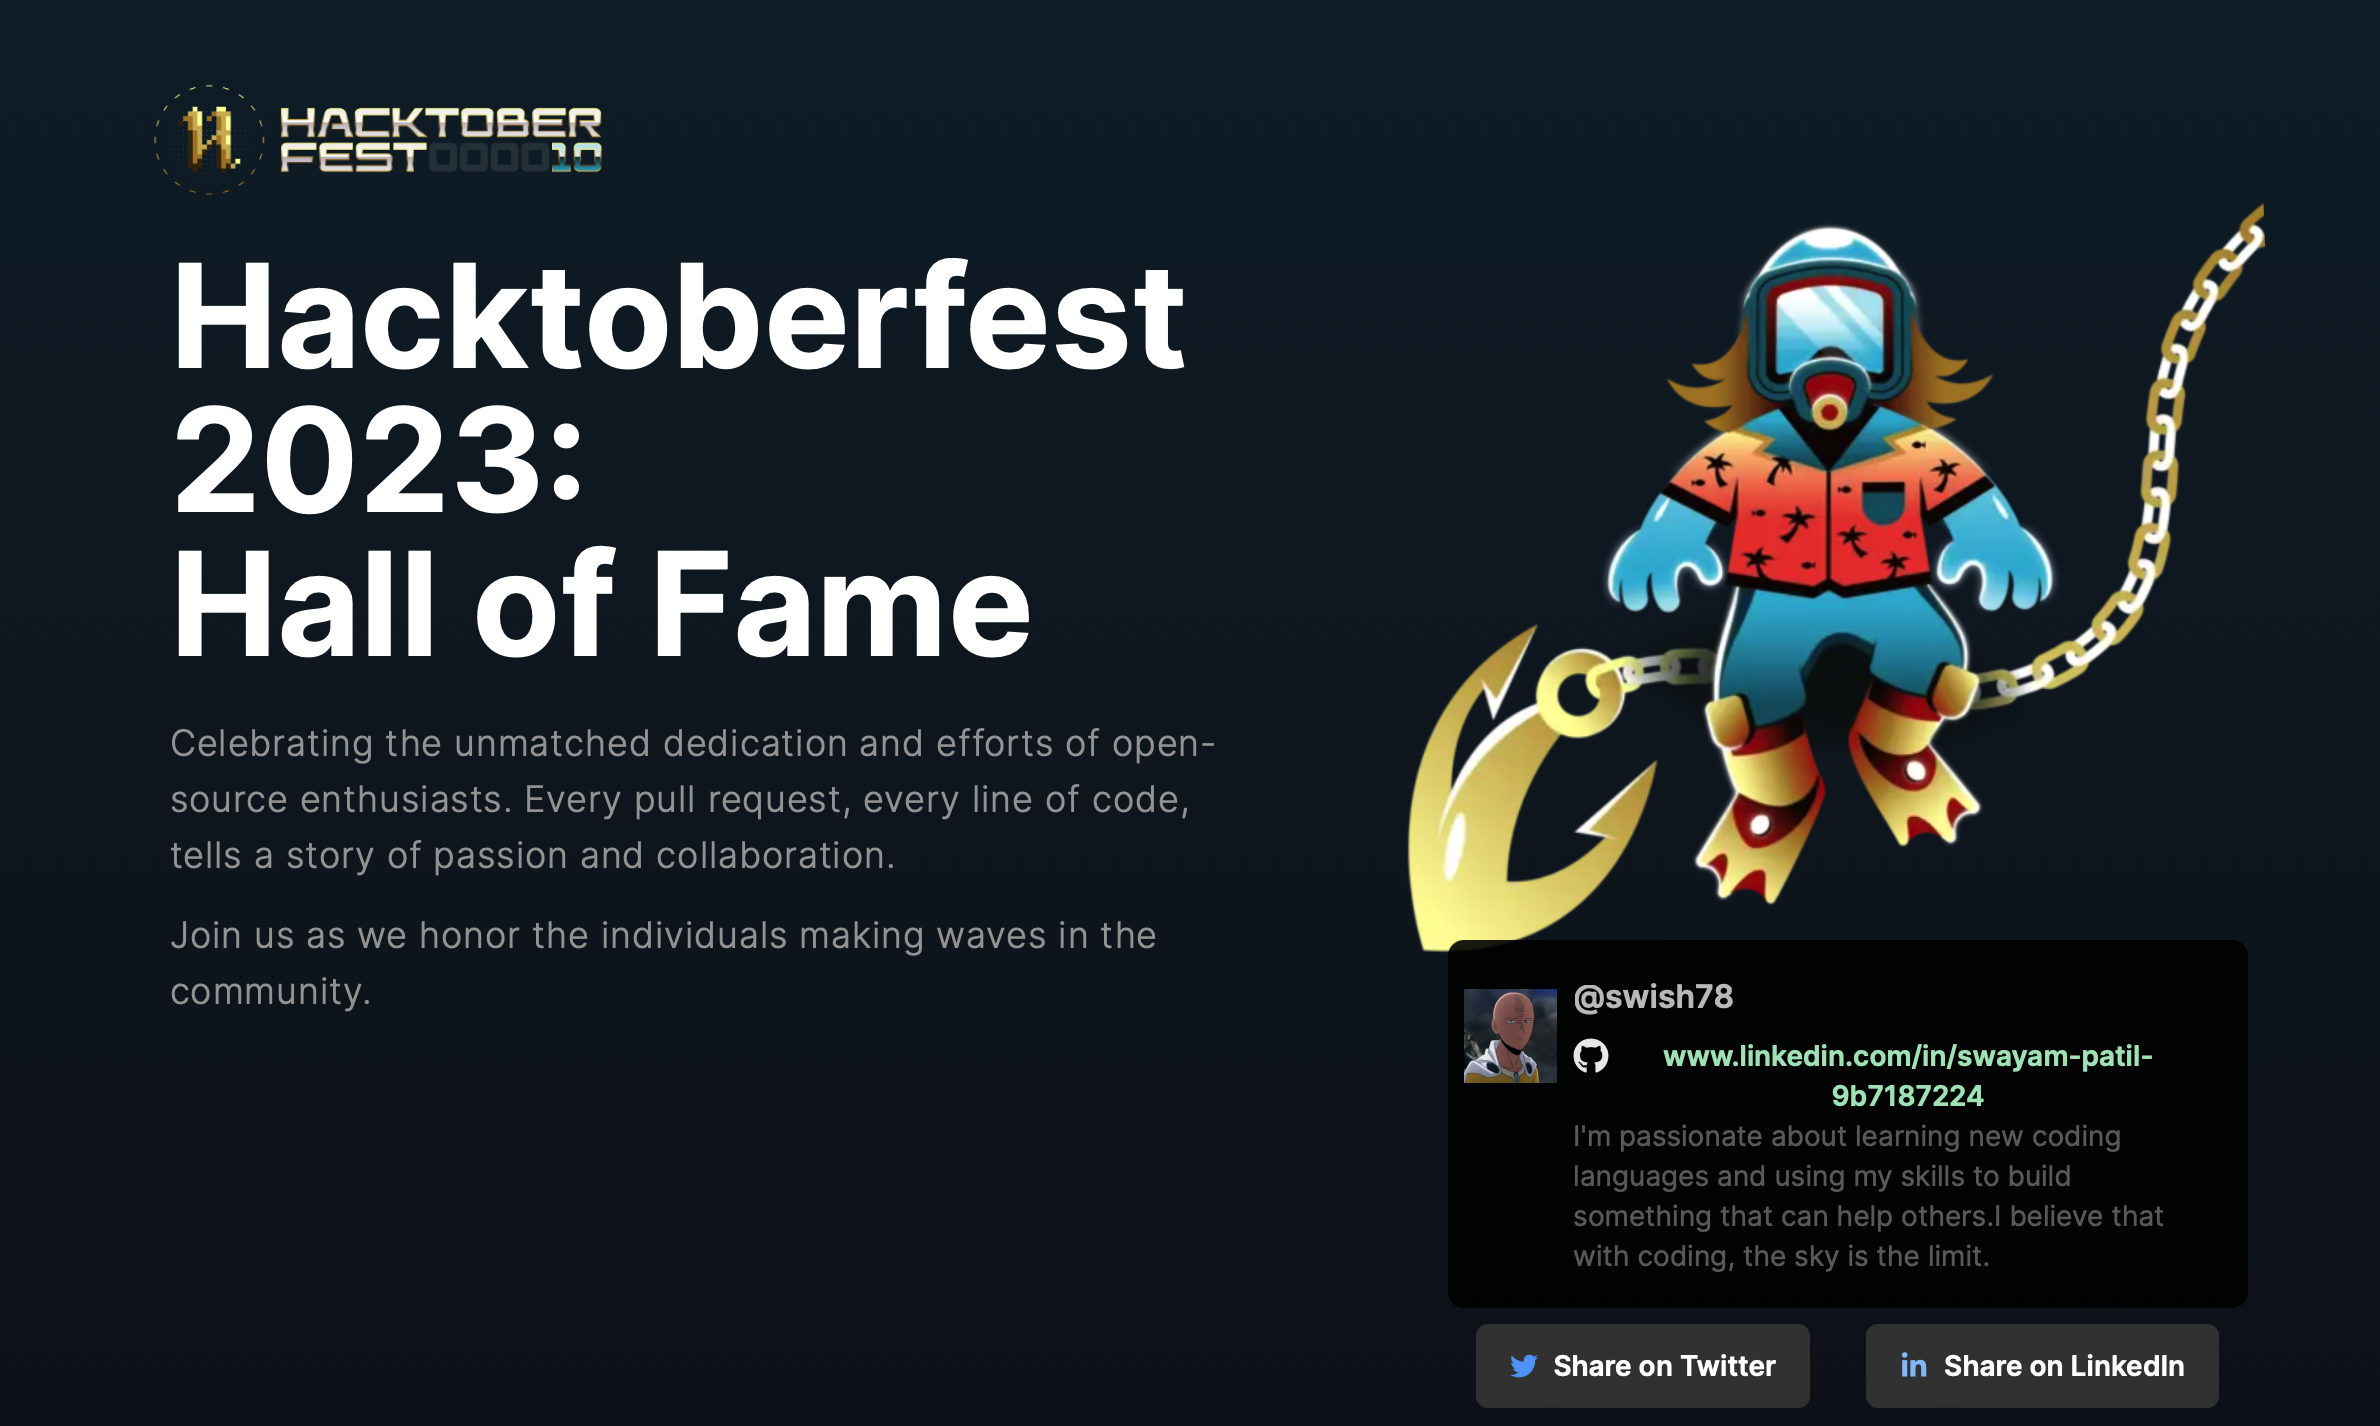 HACKTOBER
FEST000010
Hacktoberfest
2023:
Hall of Fame
Celebrating the unmatched dedication and efforts of open-
source enthusiasts. Every pull request, every line of code,
tells a story of passion and collaboration.
Join us as we honor the individuals making waves in the
community.
@swish78
www.linkedin.com/in/swayam-patil-
9b7187224
I'm passionate about learning new coding
languages and using my skills to build
something that can help others.I believe that
with coding, the sky is the limit.
Share on Twitter
Share on LinkedIn